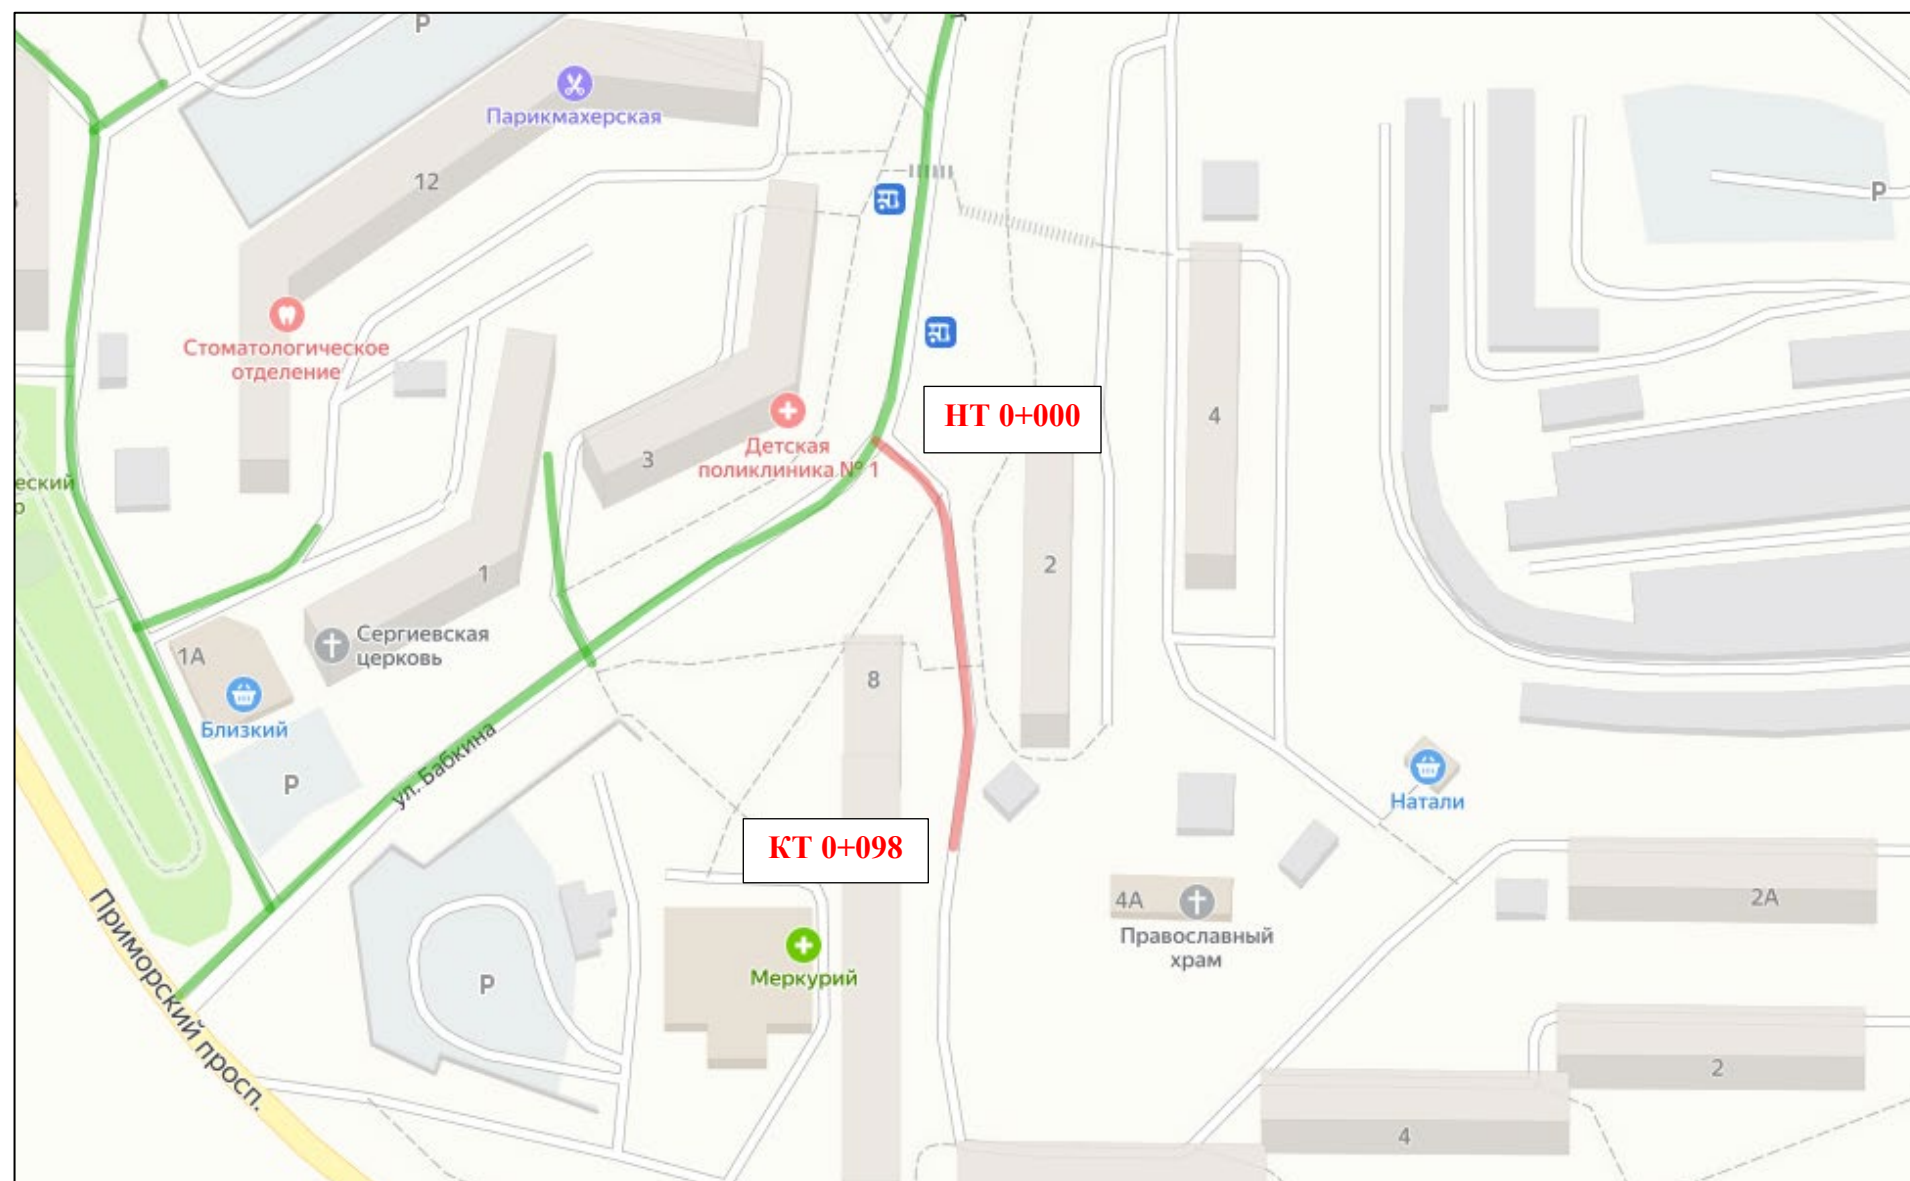 P
Парикмахерская
12
P
Стоматологическое
отделение
НТ 0+000
4
Детская
поликлиника № 1
3
еский
2
1
Сергиевская
церковь
1А
8
Близкий
ул. Бабкина
P
Натали
КТ 0+098
2А
4А
Православный
храм
Приморский просп.
Меркурий
P
2
4